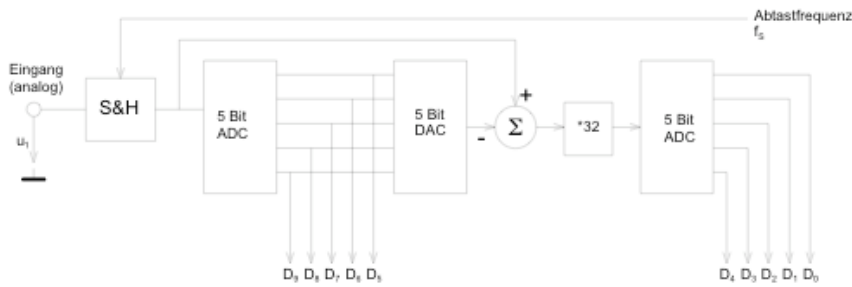 Abtastfrequenz
fs
Eingang
(analog)
S&H
5 Bit
ADC
5 Bit
DAC
+
Σ
-
*32
5 Bit
ADC
u1
D9 D8 D7 D6 D5
D4 D3 D2 D1 D0